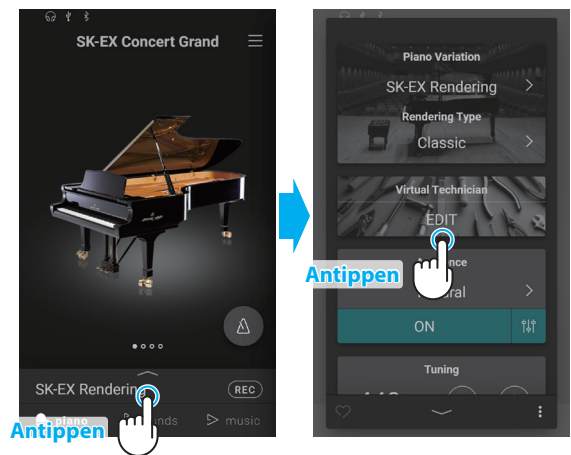 SK-EX Concert Grand
SK-EX Rendering
REC
piano
music
Antippen
Piano Variation
SK-EX Rendering
Rendering Type
Classic
Virtual Technician
EDIT
Antippen
ON
Tuning